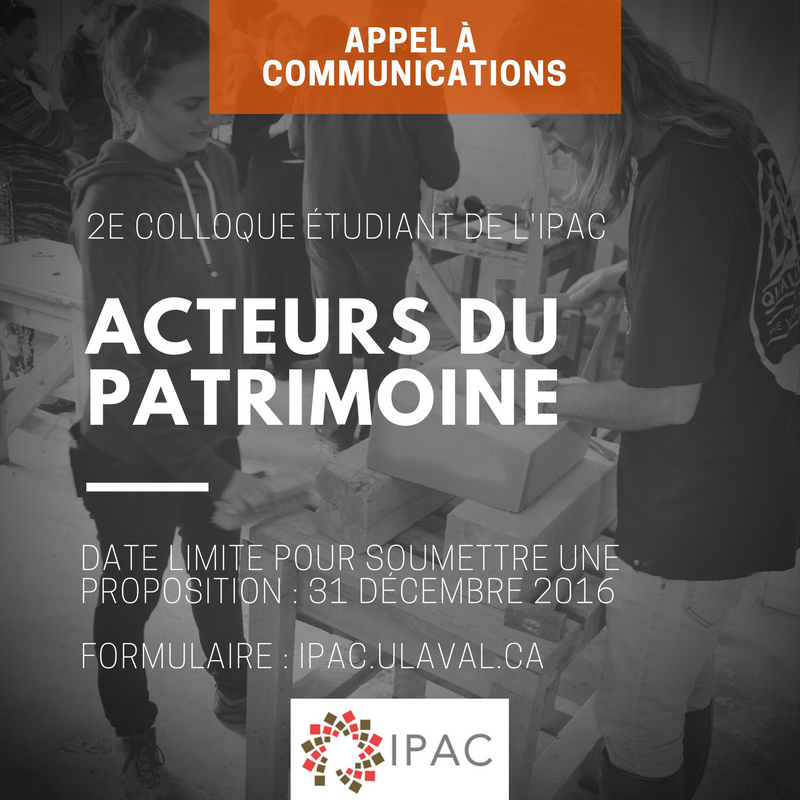 APPEL À
COMMUNICATIONS
2E COLLOQUE ÉTUDIANT DE L'IPAC
ACTEURS DU
PATRIMOINE
DATE LIMITE POUR SOUMETTRE UNE
PROPOSITION : 31 DÉCEMBRE 2016
FORMULAIRE : IPAC.ULAVAL.CA
IPAC